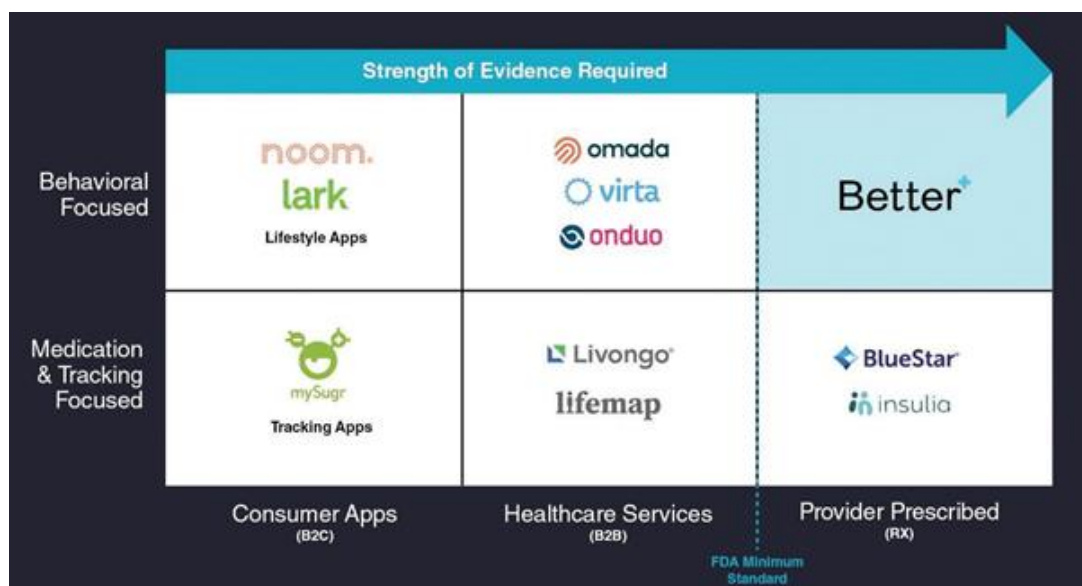 Strength of Evidence Required
Behavioral
Focused
noom.
lark
Lifestyle Apps
omada
virta
onduo
Better+
Medication
& Tracking
Focused
mySugr
Tracking Apps
Livongo®
lifemap
BlueStar®
insulia
Consumer Apps
(B2C)
Healthcare Services
(B2B)
Provider Prescribed
(RX)
FDA Minimum
Standard